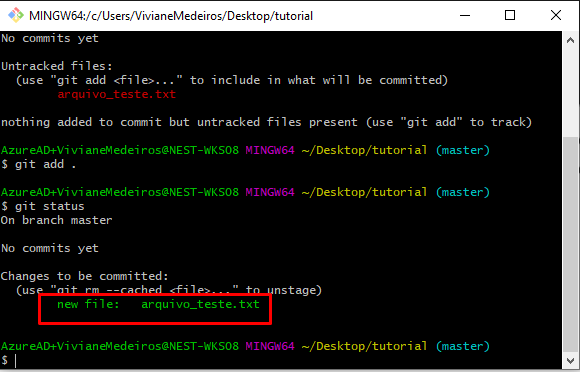 MINGW64:/c/Users/VivianeMedeiros/Desktop/tutorial
No commits yet
Untracked files:
(use "git add <file>..." to include in what will be committed)
arquivo_teste.txt
nothing added to commit but untracked files present (use "git add" to track)
AzureAD+VivianeMedeiros@NEST-WKS08 MINGW64 ~/Desktop/tutorial (master)
$ git add .
AzureAD+VivianeMedeiros@NEST-WKS08 MINGW64 ~/Desktop/tutorial (master)
$ git status
On branch master
No commits yet
Changes to be committed:
(use "git rm --cached <file>..." to unstage)
new file:   arquivo_teste.txt
AzureAD+VivianeMedeiros@NEST-WKS08 MINGW64 ~/Desktop/tutorial (master)
$